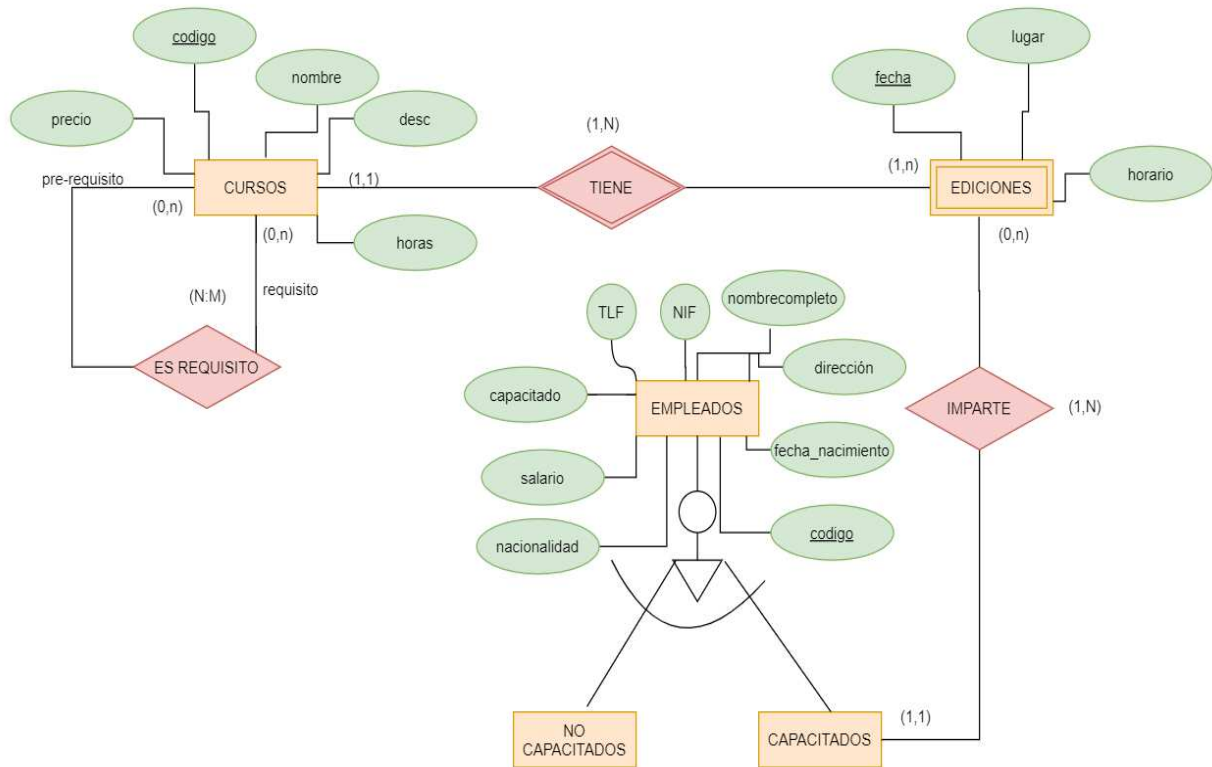 codigo
lugar
nombre
fecha
precio
desc
(1,N)
pre-requisito
CURSOS
(1,1)
TIENE
(1,n)
EDICIONES
horario
(0,n)
(0,n)
horas
(0,n)
(N:M)
requisito
TLF
NIF
nombrecompleto
ES REQUISITO
dirección
capacitado
EMPLEADOS
IMPARTE
(1,N)
fecha_nacimiento
salario
nacionalidad
codigo
NO
CAPACITADOS
CAPACITADOS
(1,1)